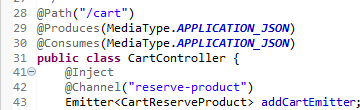 28 @Path("/cart")
29 @Produces(MediaType.APPLICATION_JSON)
30 @Consumes(MediaType.APPLICATION_JSON)
31 public class CartController {
41 @Inject
42 @Channel("reserve-product")
43 Emitter<CartReserveProduct> addCartEmitter;